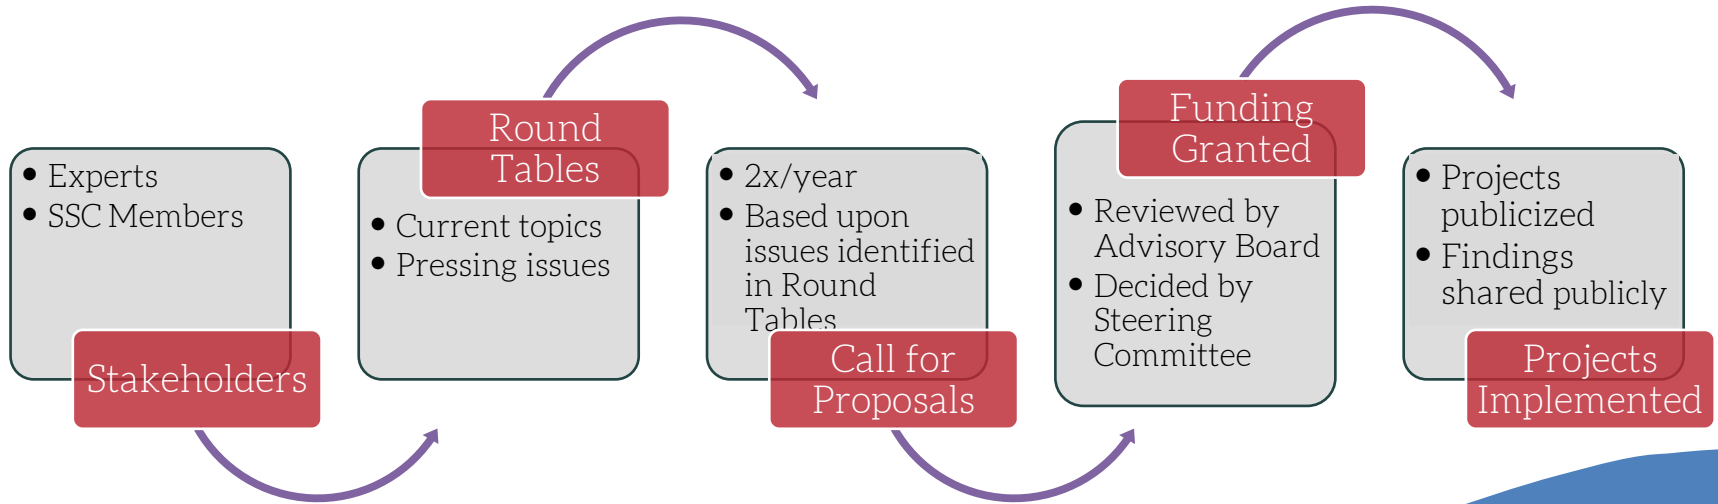 • Experts
• SSC Members
Stakeholders
Round
Tables
• Current topics
• Pressing issues
• 2x/year
• Based upon
issues identified
in Round
Tables
Call for
Proposals
Funding
Granted
• Reviewed by
Advisory Board
• Decided by
Steering
Committee
• Projects
publicized
• Findings
shared publicly
Projects
Implemented